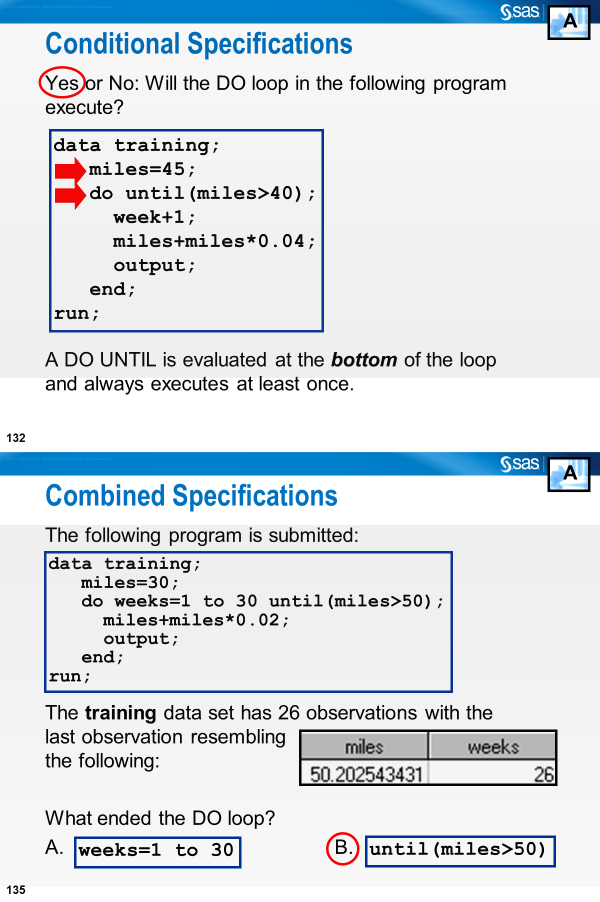 sas
A
Conditional Specifications
Yes or No: Will the DO loop in the following program
execute?
data training;
miles=45;
do until(miles>40);
week+1;
miles+miles*0.04;
output;
end;
run;
A DO UNTIL is evaluated at the bottom of the loop
and always executes at least once.
132
sas
A
Combined Specifications
The following program is submitted:
data training;
miles=30;
do weeks=1 to 30 until(miles>50);
miles+miles*0.02;
output;
end;
run;
The training data set has 26 observations with the
last observation resembling
the following:
miles weeks
50.202543431 26
What ended the DO loop?
A. weeks=1 to 30 B. until(miles>50)
135